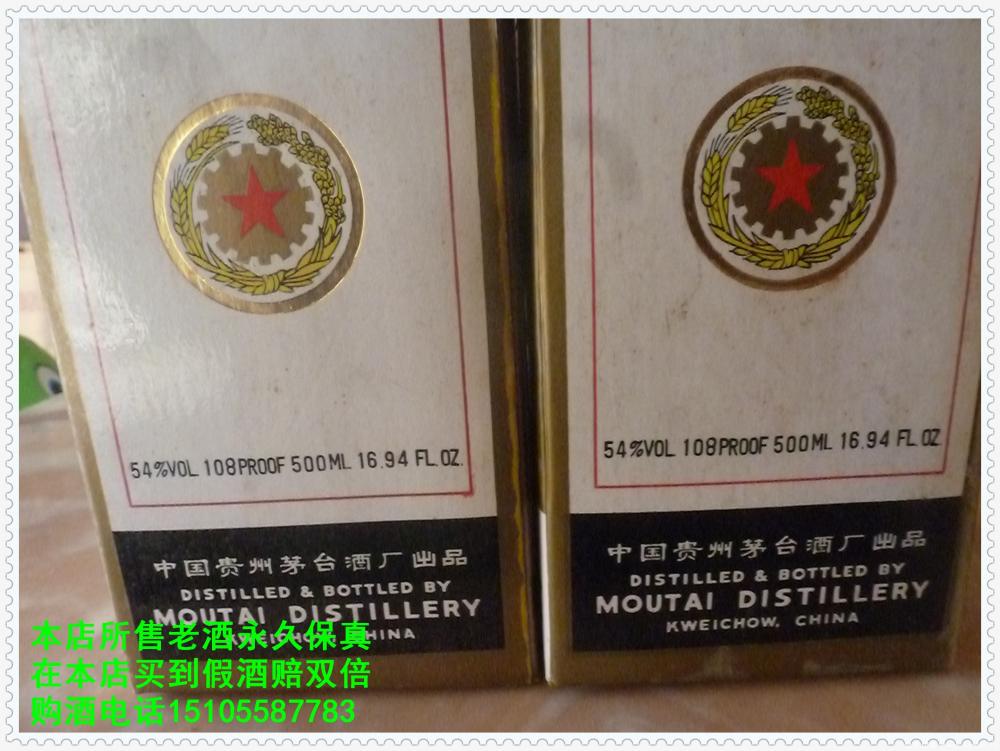 54%VOL 108PROOF 500ML 16.94 FL.OZ.
中国贵州茅台酒厂出品
DISTILLED & BOTTLED BY
MOUTAI DISTILLERY
KWEICHOW, CHINA
54%VOL 108PROOF 500ML 16.94 FL.OZ
中国贵州茅台酒厂出品
DISTILLED & BOTTLED BY
MOUTAI DISTILLERY
KWEICHOW, CHINA
本店所售老酒永久保真
在本店买到假酒赔双倍
购酒电话15105587783